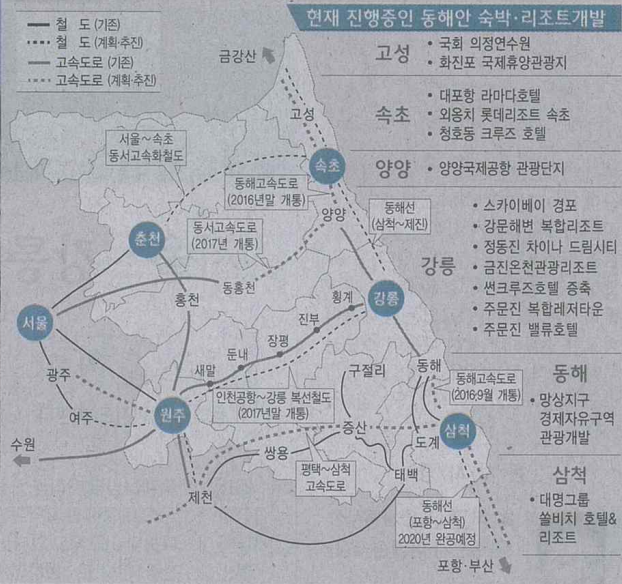 현재 진행중인 동해안 숙박·리조트개발
철 도 (기존)
철 도 (계획·추진)
고속도로 (기존)
고속도로 (계획·추진)
금강산
고성
서울~속초
동서고속화철도
속초
동해고속도로
(2016년말 개통)
양양
동해선
(삼척~제진)
동서고속도로
(2017년 개통)
춘천
동홍천
홍천
강릉
횡계
진부
장평
둔내
새말
서울
광주
여주
원주
수원
인천공항~강릉 복선철도
(2017년말 개통)
구절리
동해
동해고속도로
(2016.9월 개통)
증산
도계
삼척
쌍용
평택~삼척
고속도로
태백
제천
동해선
(포항~삼척)
2020년 완공예정
포항·부산
고성
• 국회 의정연수원
• 화진포 국제휴양관광지
속초
• 대포항 라마다호텔
• 외옹치 롯데리조트 속초
• 청호동 크루즈 호텔
양양
• 양양국제공항 관광단지
강릉
• 스카이베이 경포
• 강문해변 복합리조트
• 정동진 차이나 드림시티
• 금진온천관광리조트
• 썬크루즈호텔 증축
• 주문진 복합레저타운
• 주문진 밸류호텔
동해
• 망상지구
경제자유구역
관광개발
삼척
• 대명그룹
쏠비치 호텔&
리조트